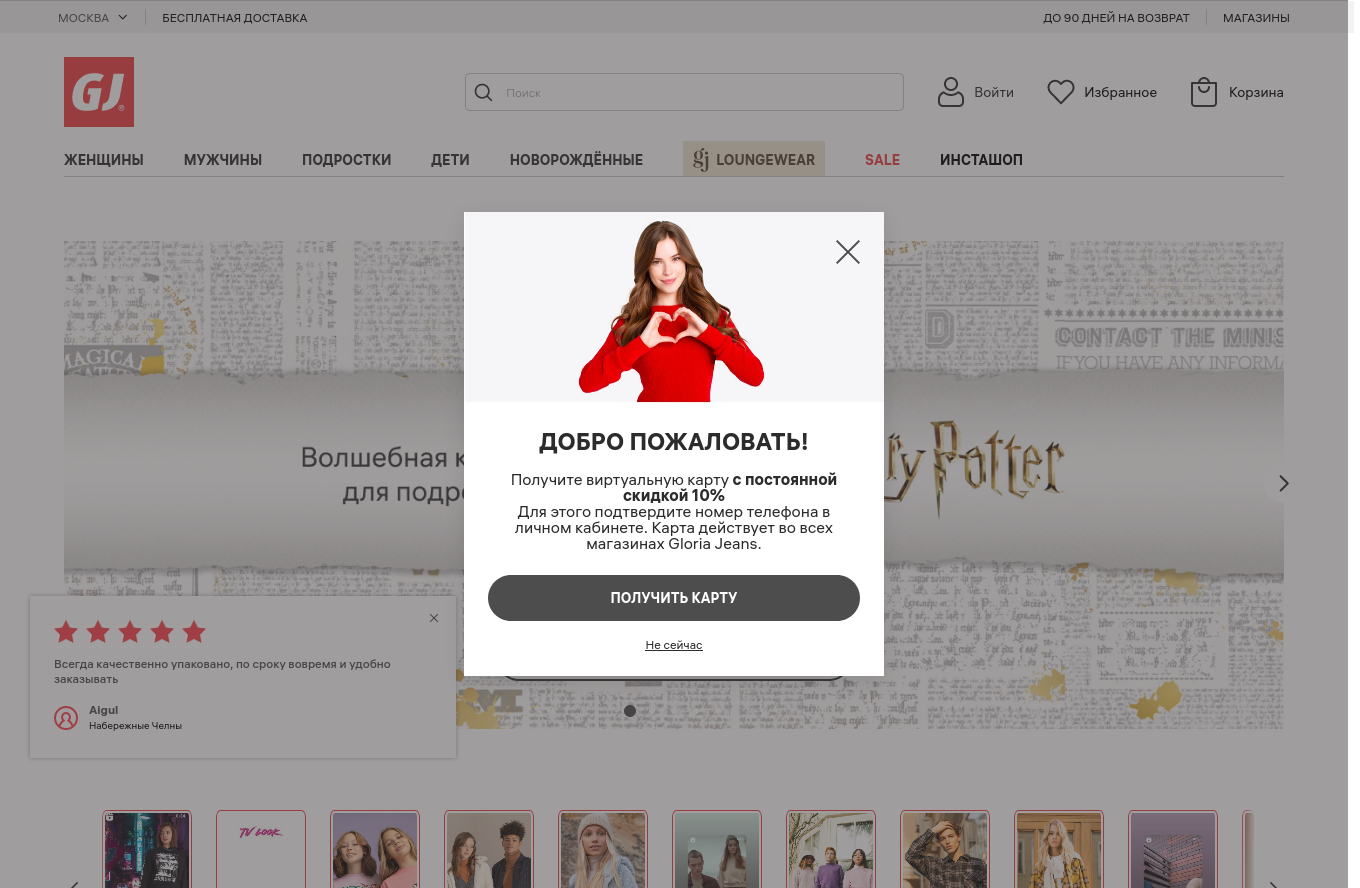 МОСКВА
БЕСПЛАТНАЯ ДОСТАВКА
ДО 90 ДНЕЙ НА ВОЗВРАТ
МАГАЗИНЫ
GJ®
Поиск
Войти
Избранное
Корзина
ЖЕНЩИНЫ
МУЖЧИНЫ
ПОДРОСТКИ
ДЕТИ
НОВОРОЖДЁННЫЕ
gj LOUNGEWEAR
SALE
ИНСТАШОП
MAGICA
D
CONTACT THE MINIS
IF YOU HAVE ANY INFORMA
Волшебная
для
Potter
ДОБРО ПОЖАЛОВАТЬ!
Получите виртуальную карту с постоянной
скидкой 10%
Для этого подтвердите номер телефона в
личном кабинете. Карта действует во всех
магазинах Gloria Jeans.
ПОЛУЧИТЬ КАРТУ
Не сейчас
Всегда качественно упаковано, по сроку вовремя и удобно
заказывать
Aigul
Набережные Челны
TV LOOK